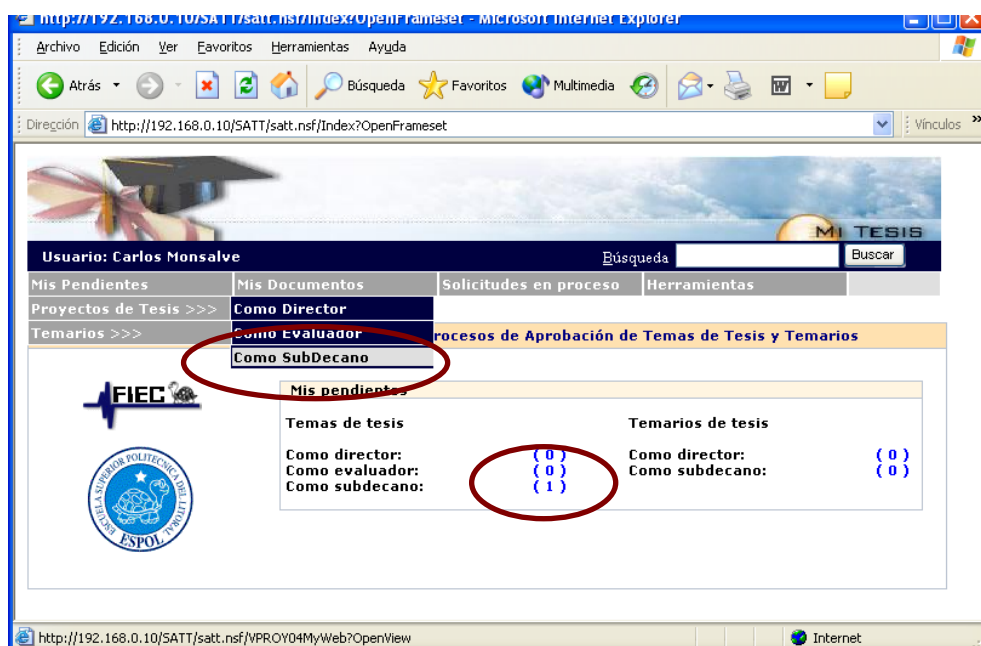 http://192.168.0.10/SATT/satt.nsf/Index?OpenFrameset - Microsoft Internet Explorer
Archivo Edición Ver Favoritos Herramientas Ayuda
Atrás Búsqueda Favoritos Multimedia
Dirección http://192.168.0.10/SATT/satt.nsf/Index?OpenFrameset Vínculos »
MI TESIS
Usuario: Carlos Monsalve Búsqueda Buscar
Mis Pendientes Mis Documentos Solicitudes en proceso Herramientas
Proyectos de Tesis >>> Como Director
Temarios >>> Como Evaluador rocesos de Aprobación de Temas de Tesis y Temarios
Como SubDecano
FIEC Mis pendientes
Temas de tesis Temarios de tesis
Como director: ( 0 ) Como director: ( 0 )
Como evaluador: ( 0 ) Como subdecano: ( 0 )
Como subdecano: ( 1 )
ESCUELA SUPERIOR POLITECNICA DEL LITORAL
ESPOL
http://192.168.0.10/SATT/satt.nsf/VPROY04MyWeb?OpenView Internet